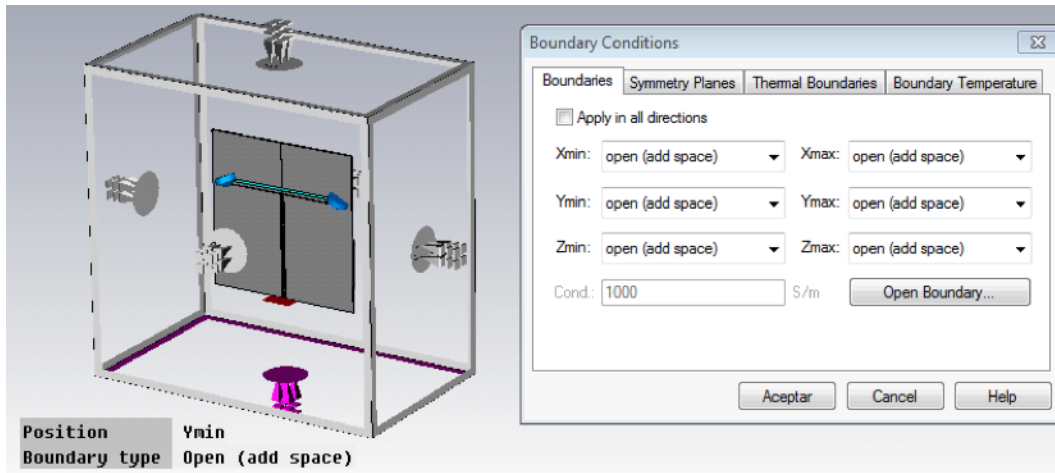 Boundary Conditions
Boundaries Symmetry Planes Thermal Boundaries Boundary Temperature
Apply in all directions
Xmin: open (add space) Xmax: open (add space)
Ymin: open (add space) Ymax: open (add space)
Zmin: open (add space) Zmax: open (add space)
Cond.: 1000 S/m Open Boundary...
Aceptar Cancel Help
Position Ymin
Boundary type Open (add space)